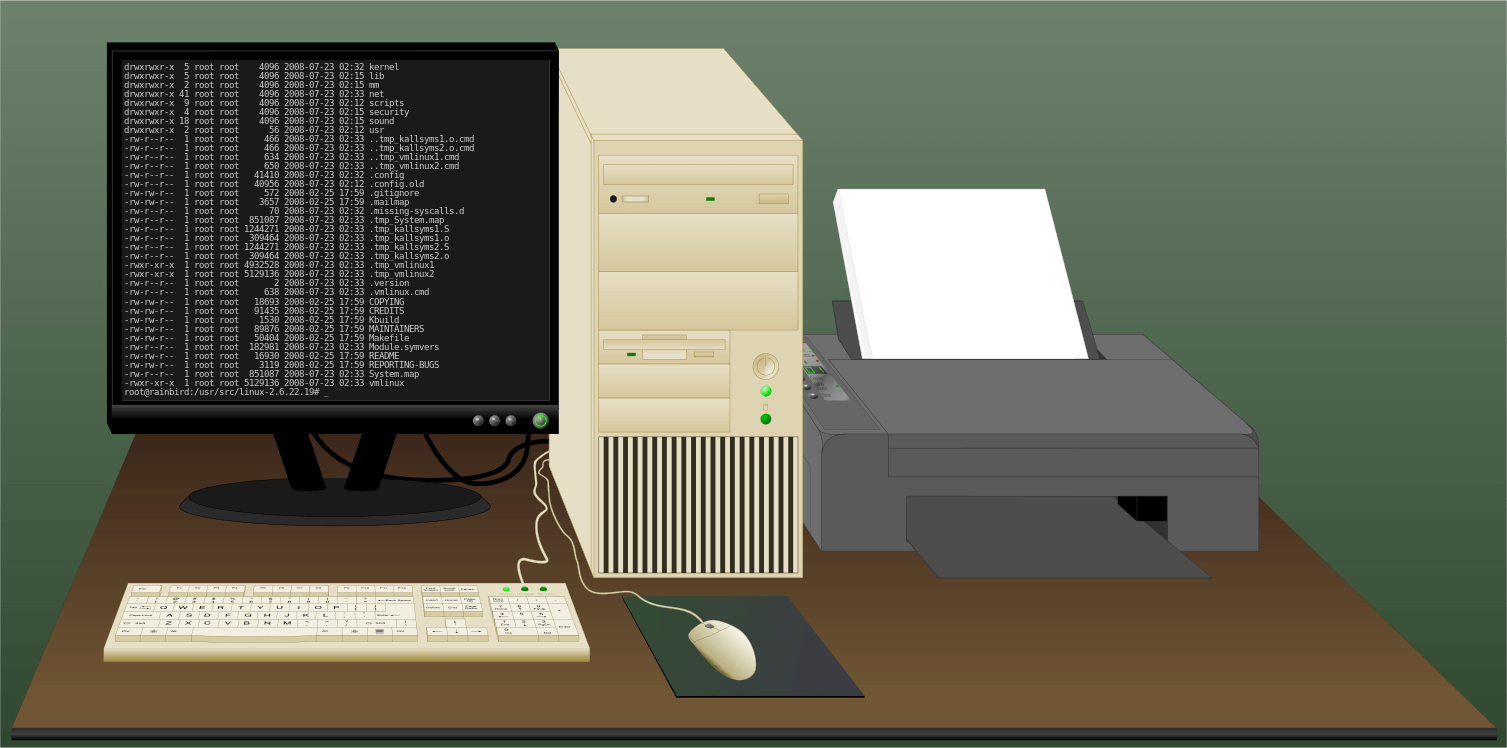 drwxrwxr-x  5 root root    4096 2008-07-23 02:32 kernel
drwxrwxr-x  5 root root    4096 2008-07-23 02:15 lib
drwxrwxr-x  2 root root    4096 2008-07-23 02:15 mm
drwxrwxr-x 41 root root    4096 2008-07-23 02:33 net
drwxrwxr-x  9 root root    4096 2008-07-23 02:12 scripts
drwxrwxr-x  4 root root    4096 2008-07-23 02:15 security
drwxrwxr-x 18 root root    4096 2008-07-23 02:15 sound
drwxrwxr-x  2 root root      56 2008-07-23 02:12 usr
-rw-r--r--  1 root root     466 2008-07-23 02:33 ..tmp_kallsyms1.o.cmd
-rw-r--r--  1 root root     466 2008-07-23 02:33 ..tmp_kallsyms2.o.cmd
-rw-r--r--  1 root root     634 2008-07-23 02:33 ..tmp_vmlinux1.cmd
-rw-r--r--  1 root root     650 2008-07-23 02:33 ..tmp_vmlinux2.cmd
-rw-r--r--  1 root root   41410 2008-07-23 02:32 .config
-rw-r--r--  1 root root   40956 2008-07-23 02:12 .config.old
-rw-rw-r--  1 root root     572 2008-02-25 17:59 .gitignore
-rw-rw-r--  1 root root    3657 2008-02-25 17:59 .mailmap
-rw-r--r--  1 root root      70 2008-07-23 02:32 .missing-syscalls.d
-rw-r--r--  1 root root  851087 2008-07-23 02:33 .tmp_System.map
-rw-r--r--  1 root root 1244271 2008-07-23 02:33 .tmp_kallsyms1.S
-rw-r--r--  1 root root  309464 2008-07-23 02:33 .tmp_kallsyms1.o
-rw-r--r--  1 root root 1244271 2008-07-23 02:33 .tmp_kallsyms2.S
-rw-r--r--  1 root root  309464 2008-07-23 02:33 .tmp_kallsyms2.o
-rwxr-xr-x  1 root root 4932528 2008-07-23 02:33 .tmp_vmlinux1
-rwxr-xr-x  1 root root 5129136 2008-07-23 02:33 .tmp_vmlinux2
-rw-r--r--  1 root root       2 2008-07-23 02:33 .version
-rw-r--r--  1 root root     638 2008-07-23 02:33 .vmlinux.cmd
-rw-rw-r--  1 root root   18693 2008-02-25 17:59 COPYING
-rw-rw-r--  1 root root   91435 2008-02-25 17:59 CREDITS
-rw-rw-r--  1 root root    1530 2008-02-25 17:59 Kbuild
-rw-rw-r--  1 root root   89876 2008-02-25 17:59 MAINTAINERS
-rw-rw-r--  1 root root   50404 2008-02-25 17:59 Makefile
-rw-r--r--  1 root root  182981 2008-07-23 02:33 Module.symvers
-rw-rw-r--  1 root root   16930 2008-02-25 17:59 README
-rw-rw-r--  1 root root    3119 2008-02-25 17:59 REPORTING-BUGS
-rw-r--r--  1 root root  851087 2008-07-23 02:33 System.map
-rwxr-xr-x  1 root root 5129136 2008-07-23 02:33 vmlinux
root@rainbird:/usr/src/linux-2.6.22.19# _
Q W E R T Y U I O P
A S D F G H J K L
Z X C V B N M